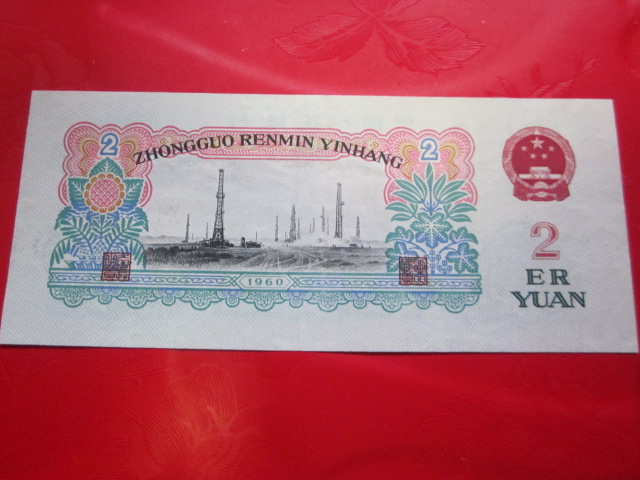 2
2
ZHONGGUO RENMIN YINHANG
1960
2
ER
YUAN